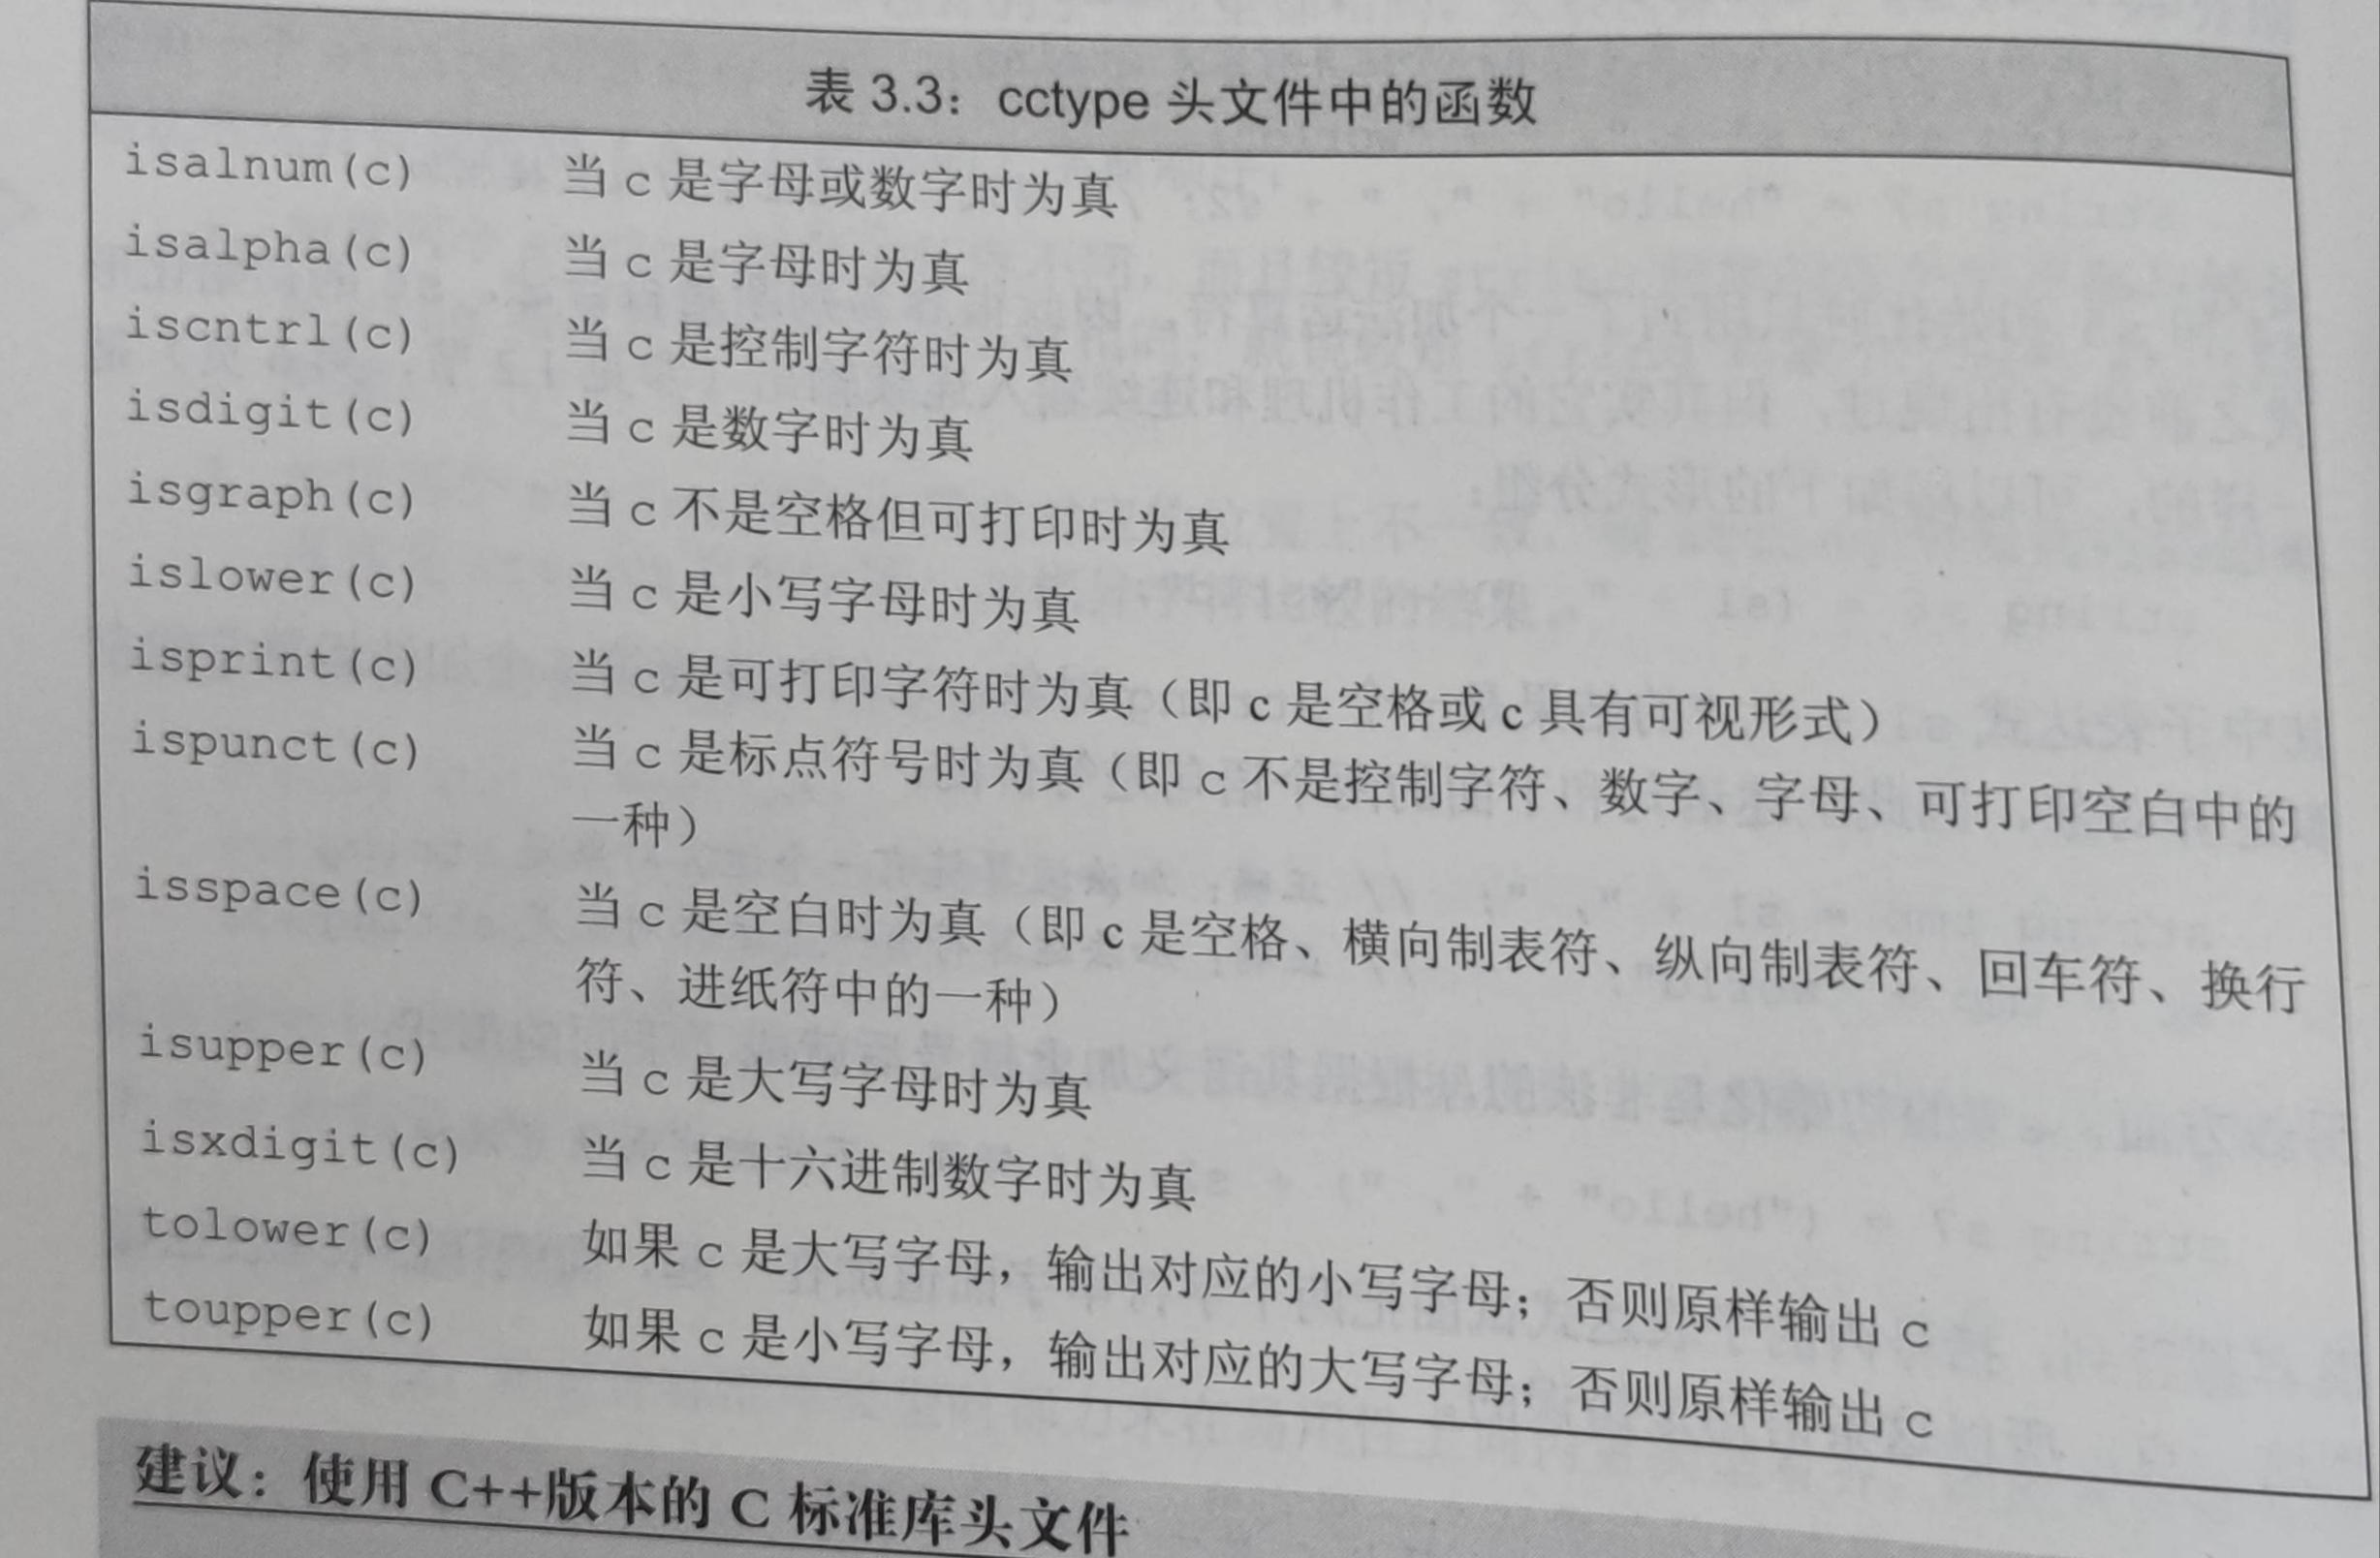 表 3.3：cctype 头文件中的函数
isalnum(c) 当 c 是字母或数字时为真
isalpha(c) 当 c 是字母时为真
iscntrl(c) 当 c 是控制字符时为真
isdigit(c) 当 c 是数字时为真
isgraph(c) 当 c 不是空格但可打印时为真
islower(c) 当 c 是小写字母时为真
isprint(c) 当 c 是可打印字符时为真（即 c 是空格或 c 具有可视形式）
ispunct(c) 当 c 是标点符号时为真（即 c 不是控制字符、数字、字母、可打印空白中的
一种）
isspace(c) 当 c 是空白时为真（即 c 是空格、横向制表符、纵向制表符、回车符、换行
符、进纸符中的一种）
isupper(c) 当 c 是大写字母时为真
isxdigit(c) 当 c 是十六进制数字时为真
tolower(c) 如果 c 是大写字母，输出对应的小写字母；否则原样输出 c
toupper(c) 如果 c 是小写字母，输出对应的大写字母；否则原样输出 c
建议：使用 C++版本的 C 标准库头文件